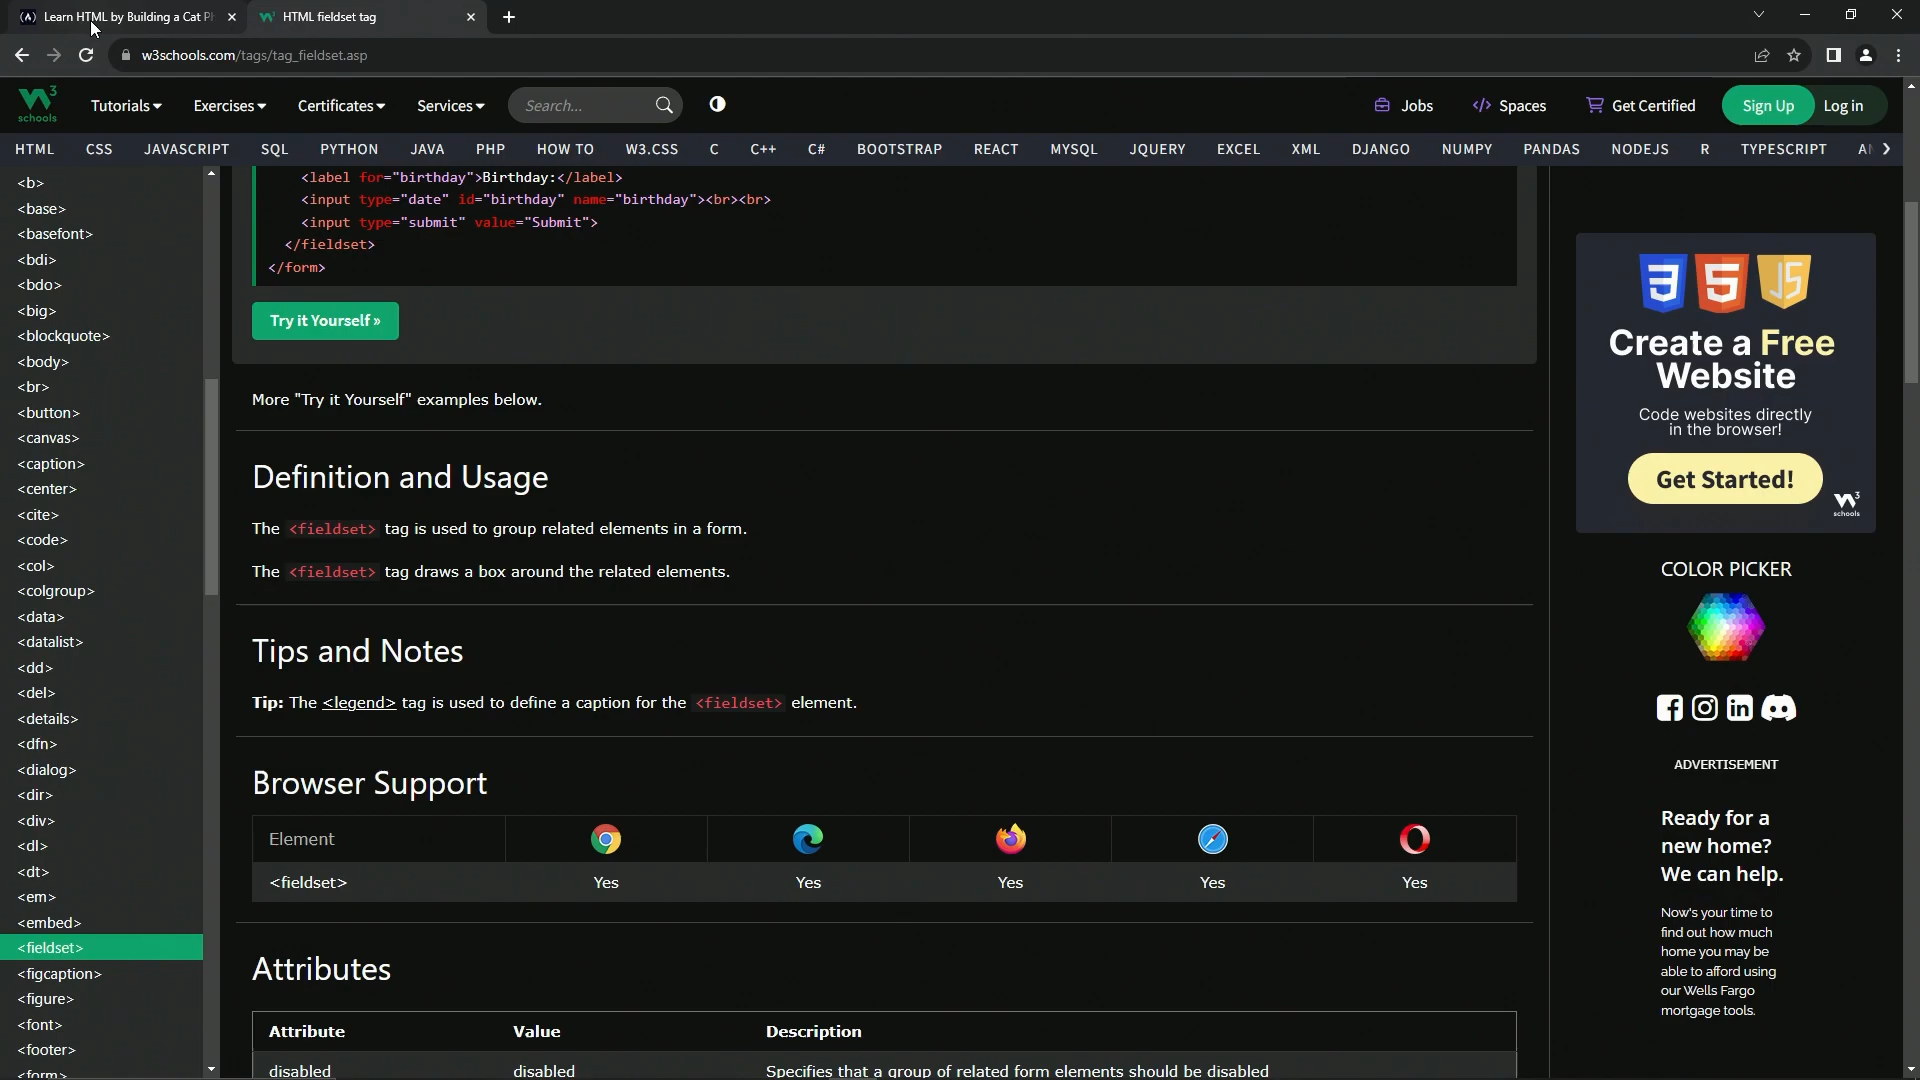 Learn HTML by Building a Cat Ph
HTML fieldset tag
w3schools.com/tags/tag_fieldset.asp
3
schools
Tutorials
Exercises
Certificates
Services
Search...
Jobs
Spaces
Get Certified
Sign Up
Log in
HTML
CSS
JAVASCRIPT
SQL
PYTHON
JAVA
PHP
HOW TO
W3.CSS
C
C++
C#
BOOTSTRAP
REACT
MYSQL
JQUERY
EXCEL
XML
DJANGO
NUMPY
PANDAS
NODEJS
R
TYPESCRIPT
<b>
<base>
<basefont>
<bdi>
<bdo>
<big>
<blockquote>
<body>
<br>
<button>
<canvas>
<caption>
<center>
<cite>
<code>
<col>
<colgroup>
<data>
<datalist>
<dd>
<del>
<details>
<dfn>
<dialog>
<dir>
<div>
<dl>
<dt>
<em>
<embed>
<fieldset>
<figcaption>
<figure>
<font>
<footer>
<form>
<label for="birthday">Birthday:</label>
<input type="date" id="birthday" name="birthday"><br><br>
<input type="submit" value="Submit">
</fieldset>
</form>
Try it Yourself »
More "Try it Yourself" examples below.
Definition and Usage
The <fieldset> tag is used to group related elements in a form.
The <fieldset> tag draws a box around the related elements.
Tips and Notes
Tip: The <legend> tag is used to define a caption for the <fieldset> element.
Browser Support
Element
<fieldset> Yes Yes Yes Yes Yes
Attributes
Attribute Value Description
disabled disabled Specifies that a group of related form elements should be disabled
3 5 JS
Create a Free
Website
Code websites directly
in the browser!
Get Started!
3
schools
COLOR PICKER
ADVERTISEMENT
Ready for a
new home?
We can help.
Now's your time to
find out how much
home you may be
able to afford using
our Wells Fargo
mortgage tools.